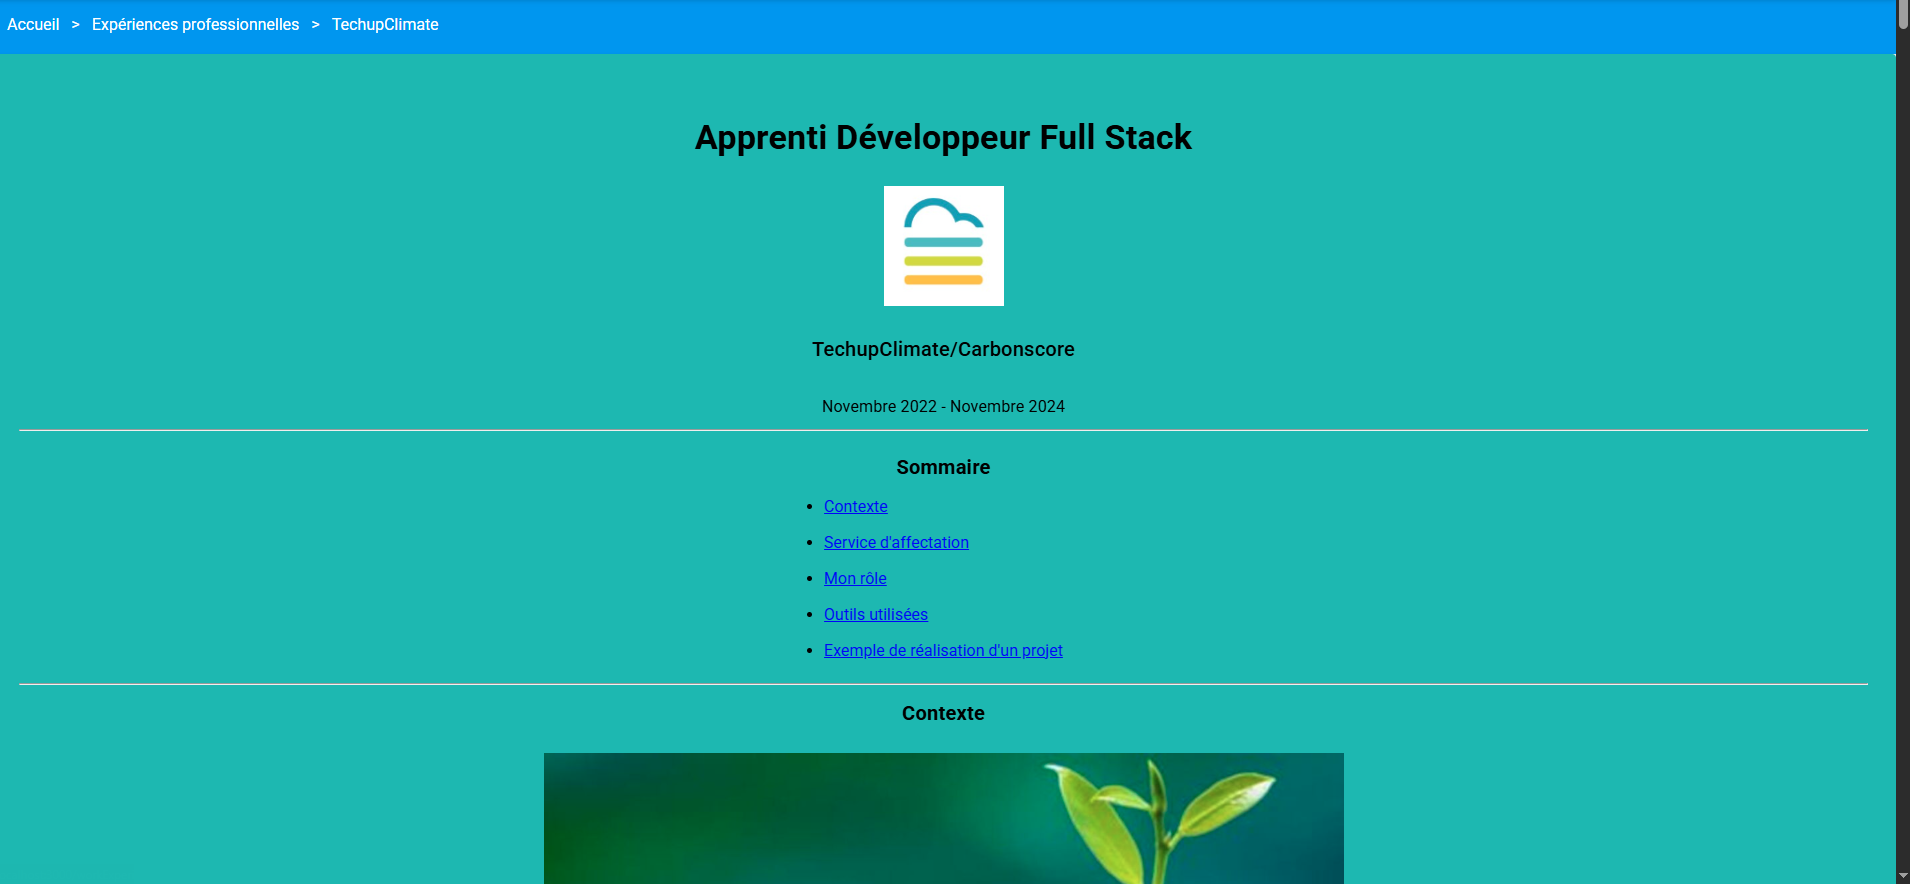 Accueil > Expériences professionnelles > TechupClimate
Apprenti Développeur Full Stack
TechupClimate/Carbonscore
Novembre 2022 - Novembre 2024
Sommaire
• Contexte
• Service d'affectation
• Mon rôle
• Outils utilisées
• Exemple de réalisation d'un projet
Contexte